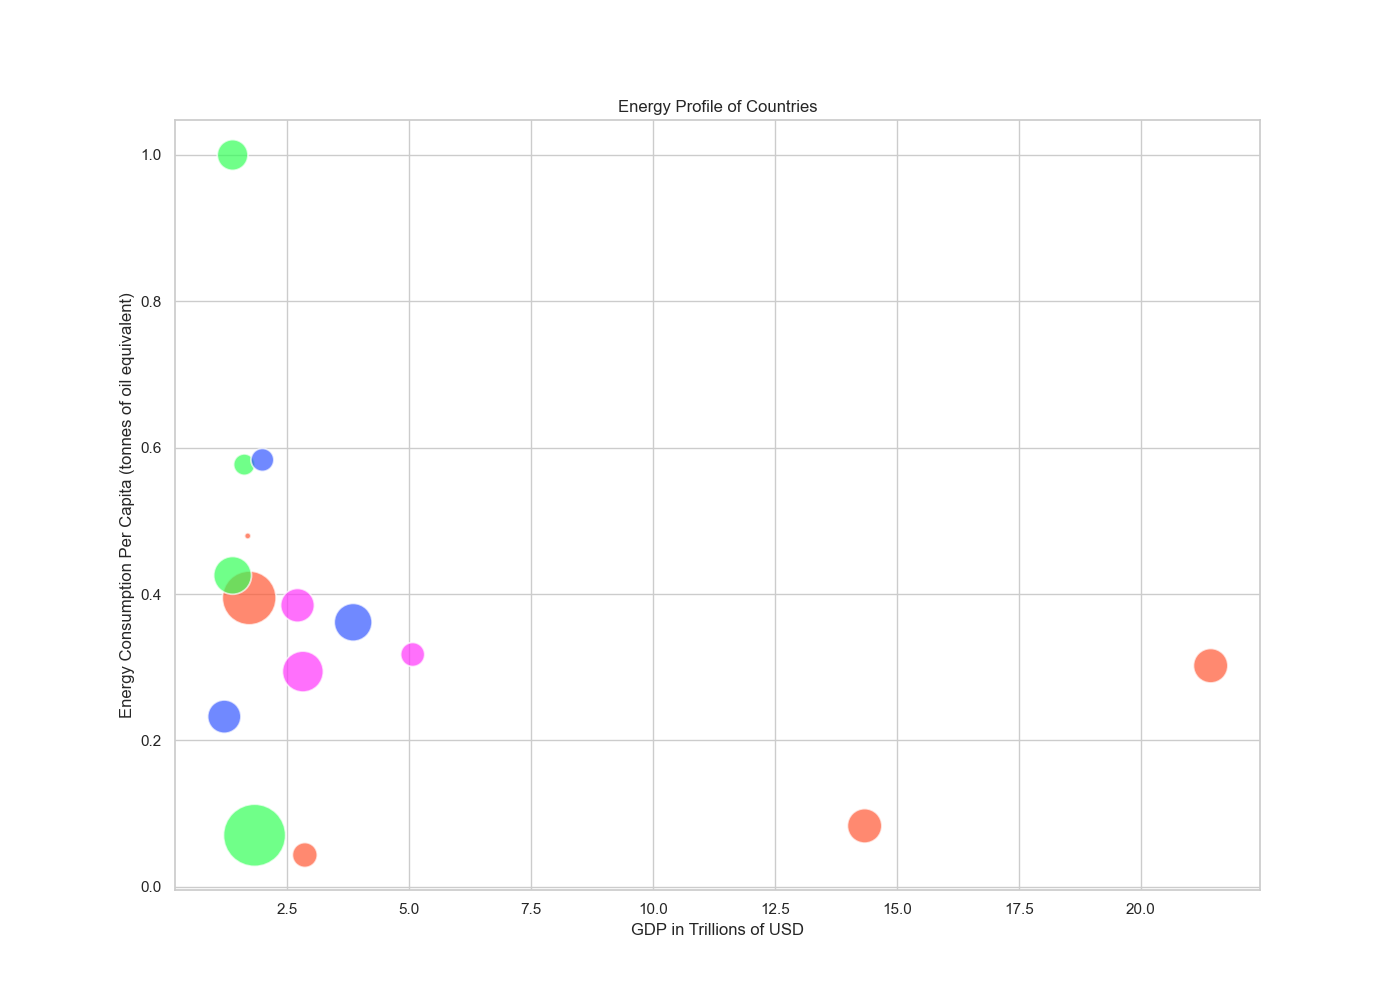 Energy Profile of Countries
Energy Consumption Per Capita (tonnes of oil equivalent)
1.0
0.8
0.6
0.4
0.2
0.0
2.5 5.0 7.5 10.0 12.5 15.0 17.5 20.0
GDP in Trillions of USD